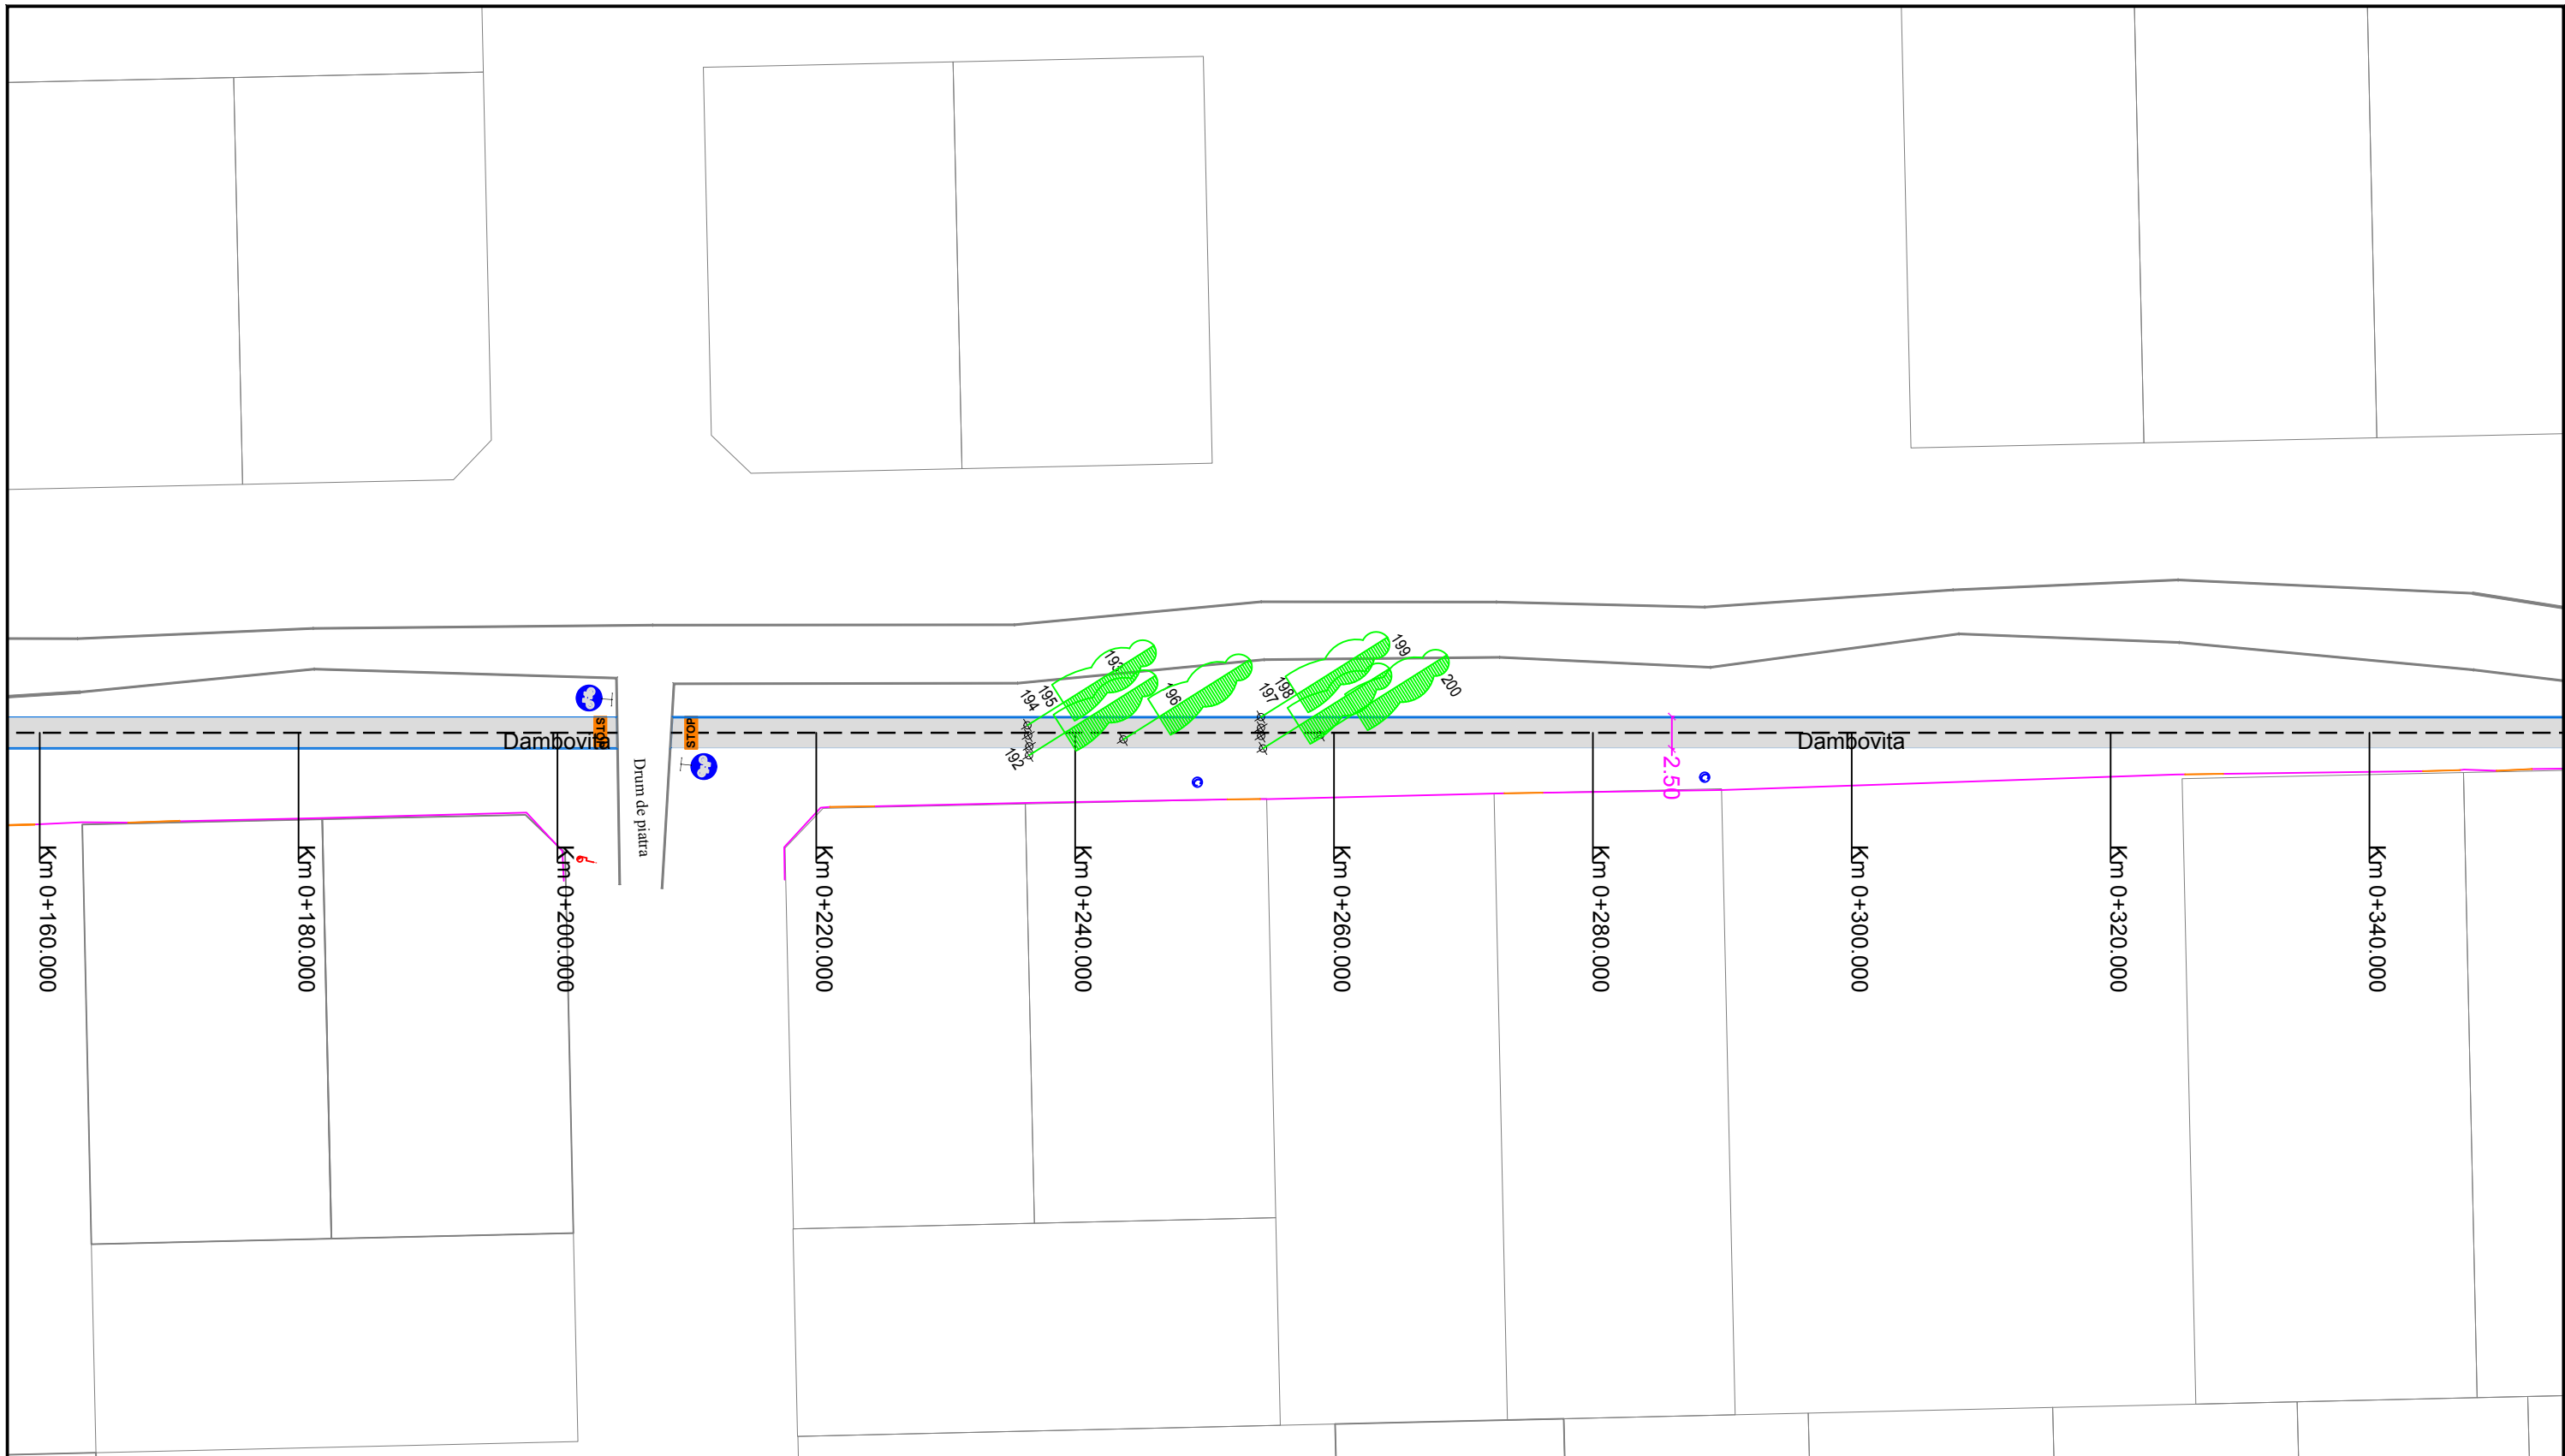 193
199
195
194
196
198
197
200
192
STOP
STOP
Dambovita
Dambovita
2.50
Drum de piatra
Km 0+160.000
Km 0+180.000
Km 0+200.000
Km 0+220.000
Km 0+240.000
Km 0+260.000
Km 0+280.000
Km 0+300.000
Km 0+320.000
Km 0+340.000